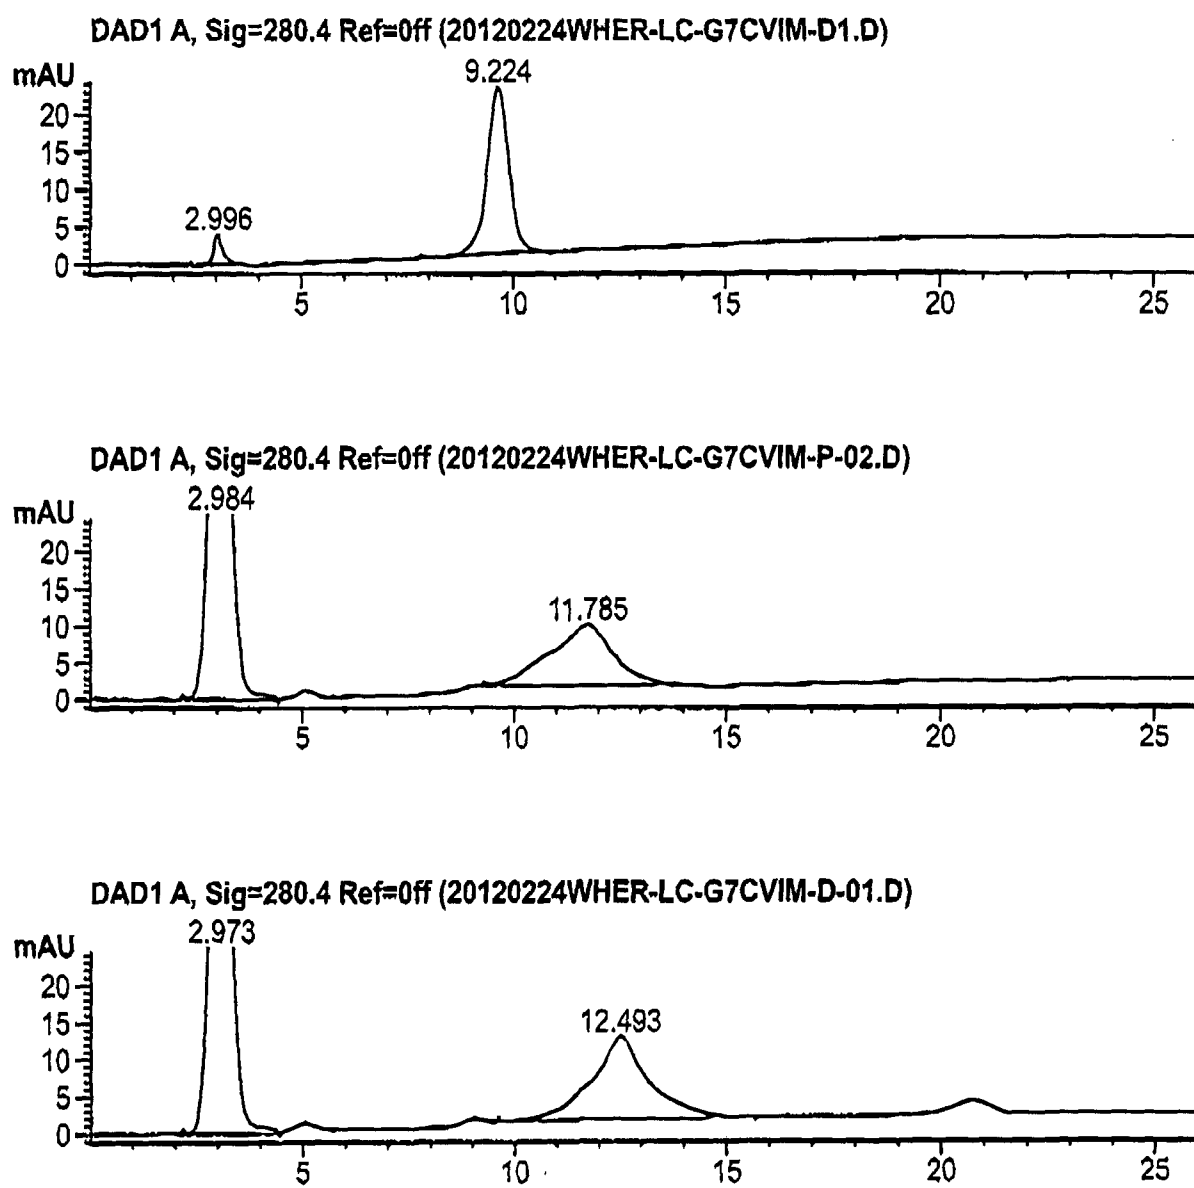 DAD1 A, Sig=280.4 Ref=0ff (20120224WHER-LC-G7CVIM-D1.D)
mAU
9.224
20
15
10
2.996
5
0
5 10 15 20 25
DAD1 A, Sig=280.4 Ref=0ff (20120224WHER-LC-G7CVIM-P-02.D)
2.984
mAU
20
15
11.785
10
5
0
5 10 15 20 25
DAD1 A, Sig=280.4 Ref=0ff (20120224WHER-LC-G7CVIM-D-01.D)
2.973
mAU
20
12.493
15
10
5
0
5 10 15 20 25